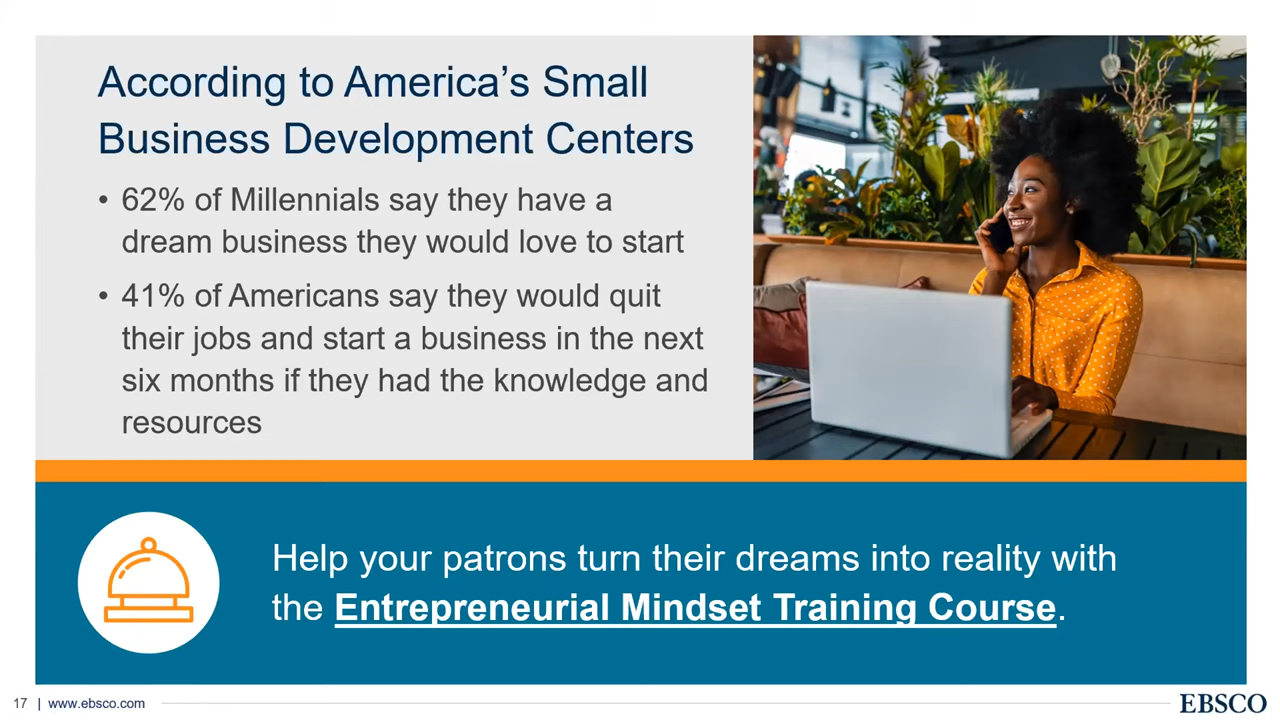 According to America's Small
Business Development Centers
• 62% of Millennials say they have a
dream business they would love to start
• 41% of Americans say they would quit
their jobs and start a business in the next
six months if they had the knowledge and
resources
Help your patrons turn their dreams into reality with
the Entrepreneurial Mindset Training Course.
17 | www.ebsco.com
EBSCO